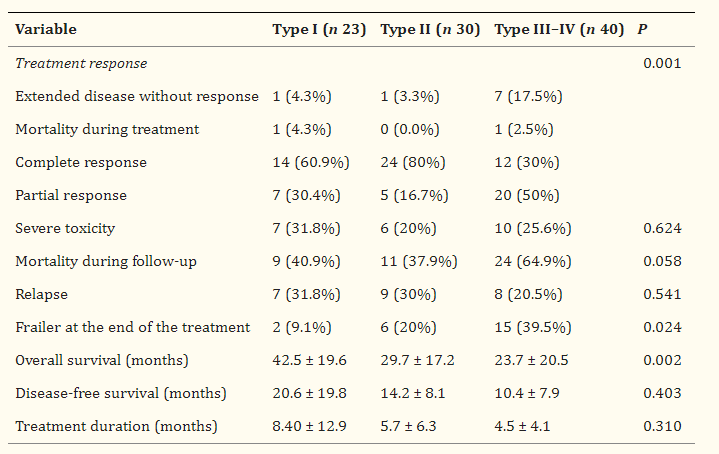 Variable Type I (n 23) Type II (n 30) Type III–IV (n 40) P
Treatment response 0.001
Extended disease without response 1 (4.3%) 1 (3.3%) 7 (17.5%)
Mortality during treatment 1 (4.3%) 0 (0.0%) 1 (2.5%)
Complete response 14 (60.9%) 24 (80%) 12 (30%)
Partial response 7 (30.4%) 5 (16.7%) 20 (50%)
Severe toxicity 7 (31.8%) 6 (20%) 10 (25.6%) 0.624
Mortality during follow-up 9 (40.9%) 11 (37.9%) 24 (64.9%) 0.058
Relapse 7 (31.8%) 9 (30%) 8 (20.5%) 0.541
Frailer at the end of the treatment 2 (9.1%) 6 (20%) 15 (39.5%) 0.024
Overall survival (months) 42.5 ± 19.6 29.7 ± 17.2 23.7 ± 20.5 0.002
Disease-free survival (months) 20.6 ± 19.8 14.2 ± 8.1 10.4 ± 7.9 0.403
Treatment duration (months) 8.40 ± 12.9 5.7 ± 6.3 4.5 ± 4.1 0.310